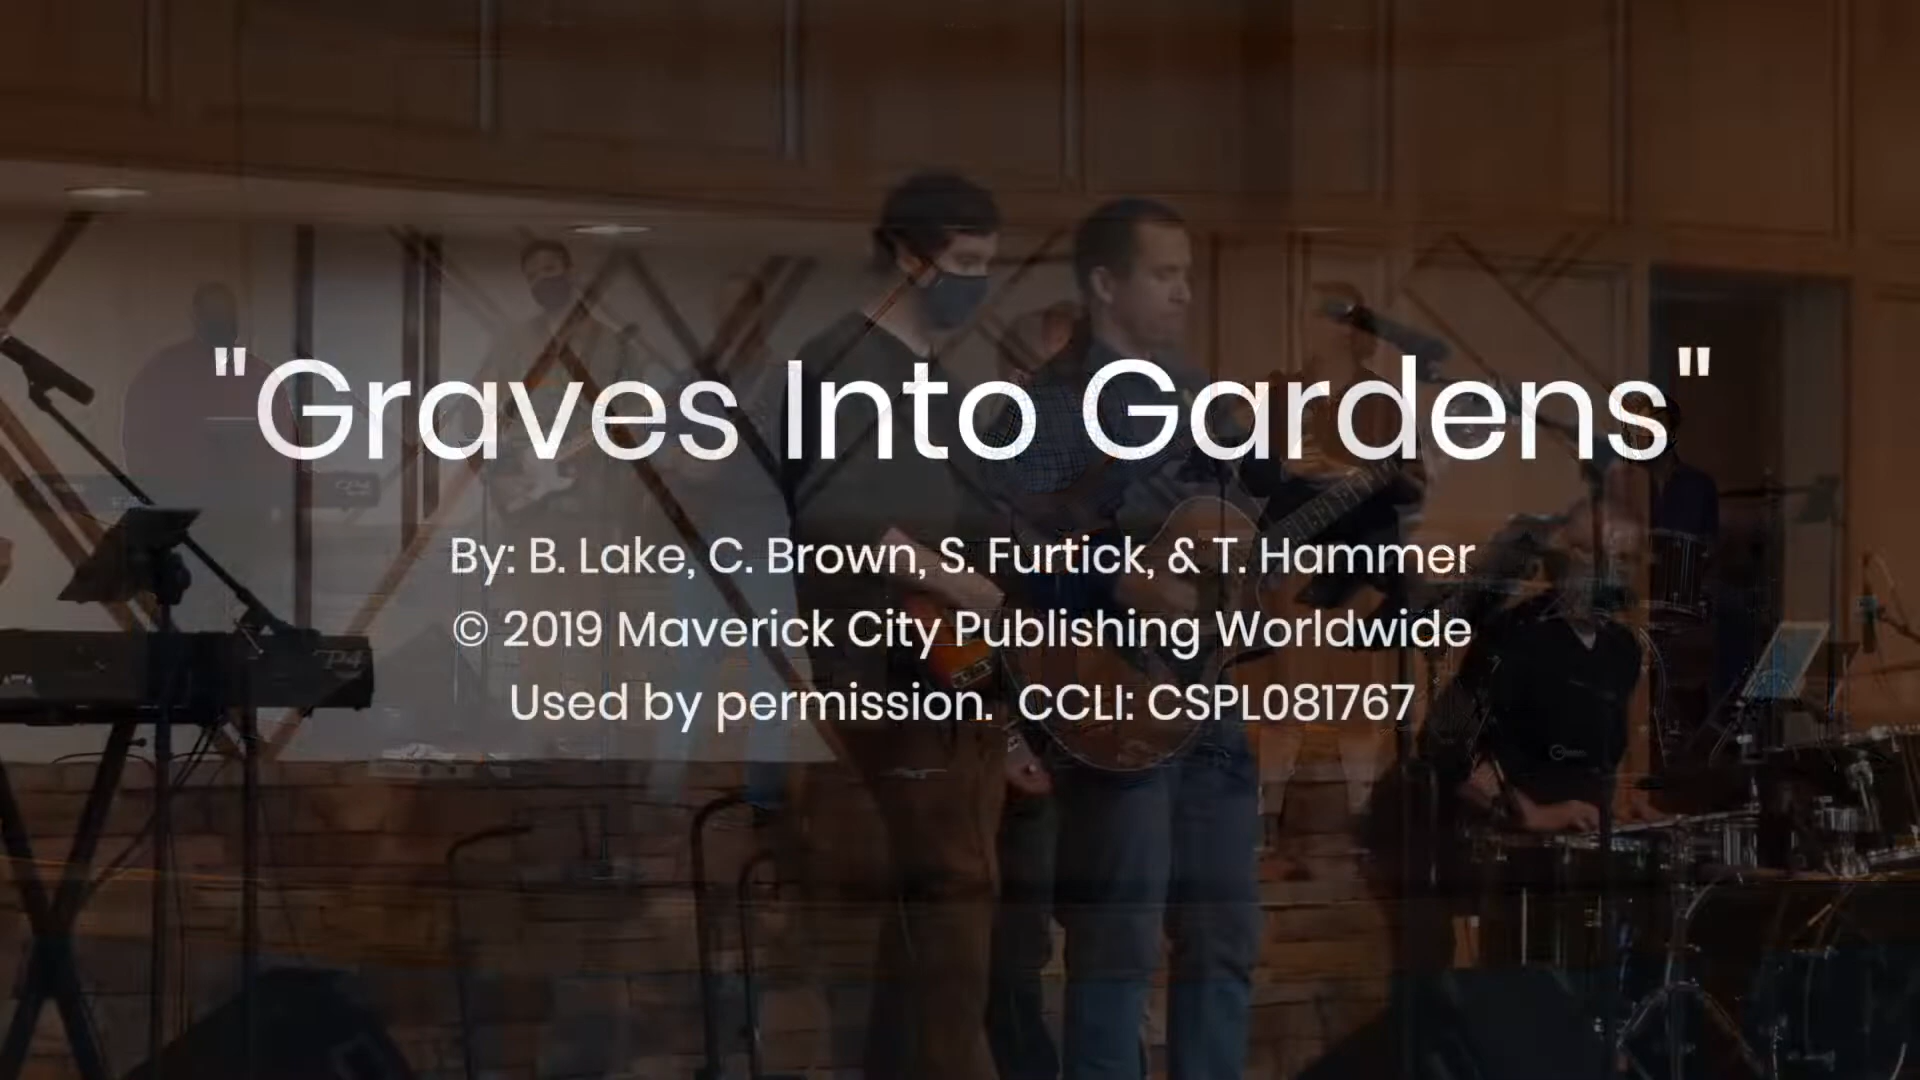 "Graves Into Gardens"
By: B. Lake, C. Brown, S. Furtick, & T. Hammer
© 2019 Maverick City Publishing Worldwide
Used by permission. CCLI: CSPL081767